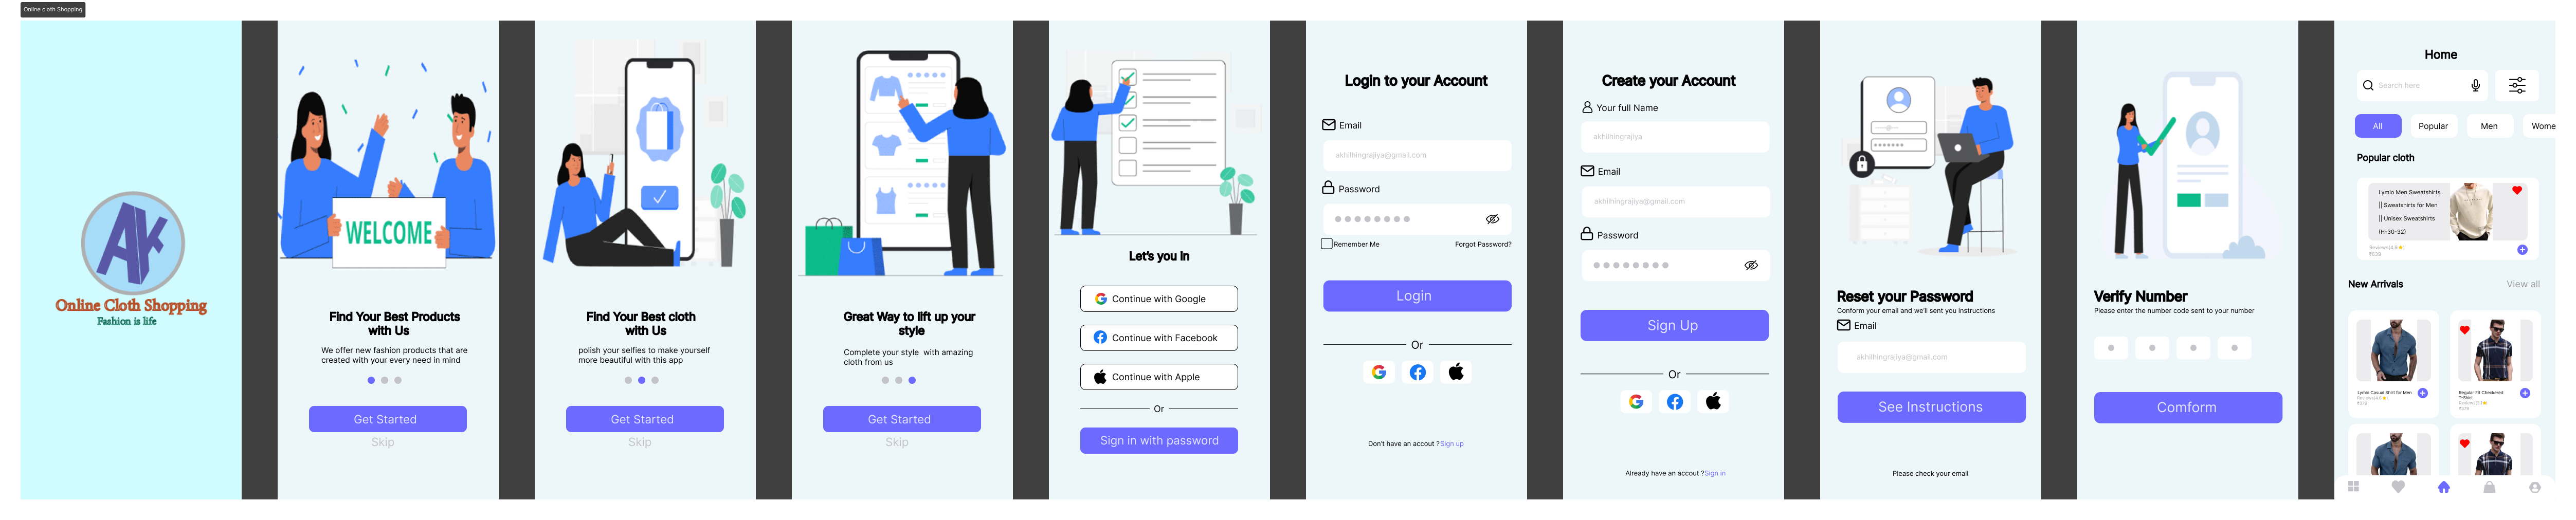 Online cloth Shopping
AK
Online Cloth Shopping
Fashion is life
WELCOME
Find Your Best Products
with Us
We offer new fashion products that are
created with your every need in mind
Get Started
Skip
Find Your Best cloth
with Us
polish your selfies to make yourself
more beautiful with this app
Get Started
Skip
Great Way to lift up your
style
Complete your style with amazing
cloth from us
Get Started
Skip
Let's you in
Continue with Google
Continue with Facebook
Continue with Apple
Or
Sign in with password
Login to your Account
Email
akhilhingrajiya@gmail.com
Password
Remember Me Forgot Password?
Login
Or
Don't have an accout ?Sign up
Create your Account
Your full Name
akhilhingrajiya
Email
akhilhingrajiya@gmail.com
Password
Sign Up
Or
Already have an accout ?Sign in
Reset your Password
Conform your email and we'll sent you instructions
Email
akhilhingrajiya@gmail.com
See Instructions
Please check your email
Verify Number
Please enter the number code sent to your number
Comform
Home
Search here
All Popular Men Wome
Popular cloth
Lymio Men Sweatshirts
|| Sweatshirts for Men
|| Unisex Sweatshirts
(H-30-32)
New Arrivals View all
Lymio Casual Shirt for Men
Regular Fit Checkered
T-Shirt